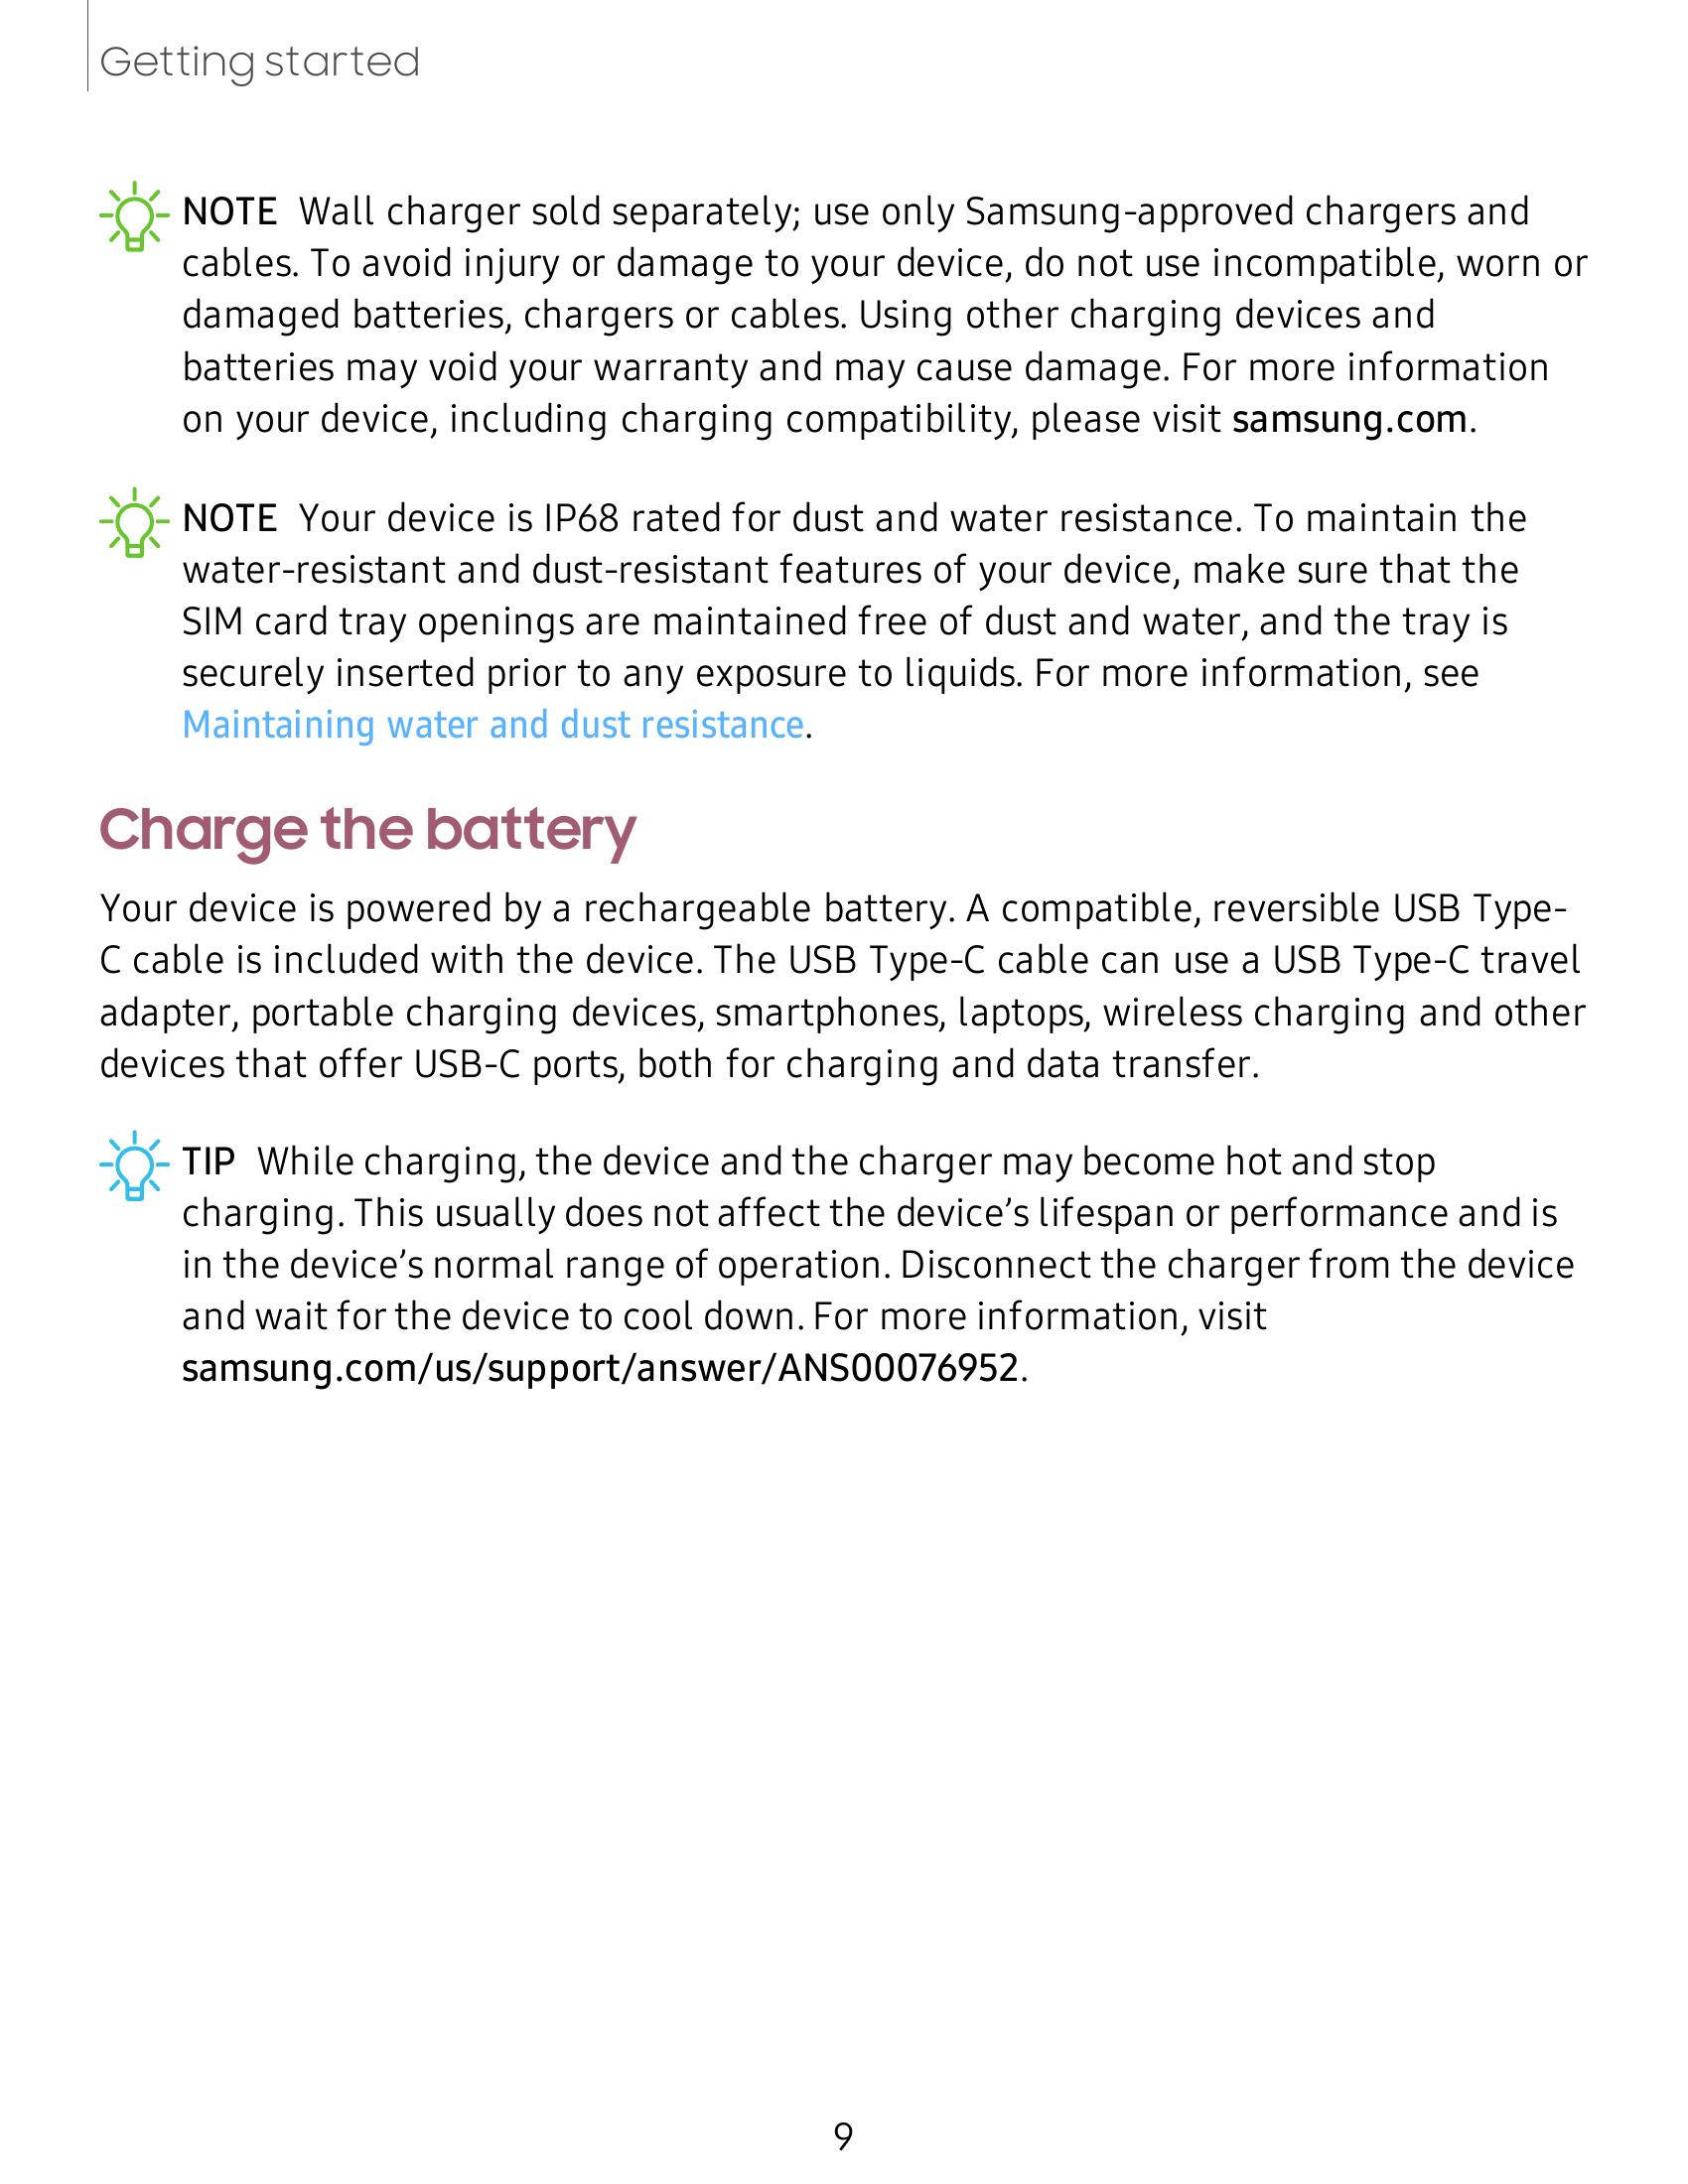 Getting started
NOTE Wall charger sold separately; use only Samsung-approved chargers and
cables. To avoid injury or damage to your device, do not use incompatible, worn or
damaged batteries, chargers or cables. Using other charging devices and
batteries may void your warranty and may cause damage. For more information
on your device, including charging compatibility, please visit samsung.com.
NOTE Your device is IP68 rated for dust and water resistance. To maintain the
water-resistant and dust-resistant features of your device, make sure that the
SIM card tray openings are maintained free of dust and water, and the tray is
securely inserted prior to any exposure to liquids. For more information, see
Maintaining water and dust resistance.
Charge the battery
Your device is powered by a rechargeable battery. A compatible, reversible USB Type-
C cable is included with the device. The USB Type-C cable can use a USB Type-C travel
adapter, portable charging devices, smartphones, laptops, wireless charging and other
devices that offer USB-C ports, both for charging and data transfer.
TIP While charging, the device and the charger may become hot and stop
charging. This usually does not affect the device’s lifespan or performance and is
in the device’s normal range of operation. Disconnect the charger from the device
and wait for the device to cool down. For more information, visit
samsung.com/us/support/answer/ANS00076952.
9